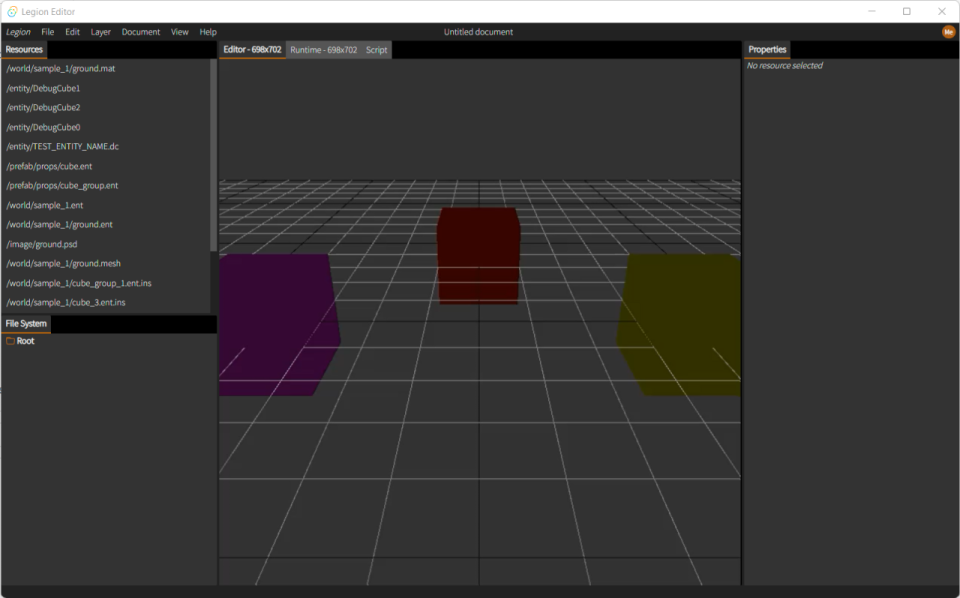 Legion Editor
Legion File Edit Layer Document View Help Untitled document Me
Resources
/world/sample_1/ground.mat
/entity/DebugCube1
/entity/DebugCube2
/entity/DebugCube0
/entity/TEST_ENTITY_NAME.dc
/prefab/props/cube.ent
/prefab/props/cube_group.ent
/world/sample_1.ent
/world/sample_1/ground.ent
/image/ground.psd
/world/sample_1/ground.mesh
/world/sample_1/cube_group_1.ent.ins
/world/sample_1/cube_3.ent.ins
File System
Root
Editor - 698x702 Runtime - 698x702 Script
Properties
No resource selected